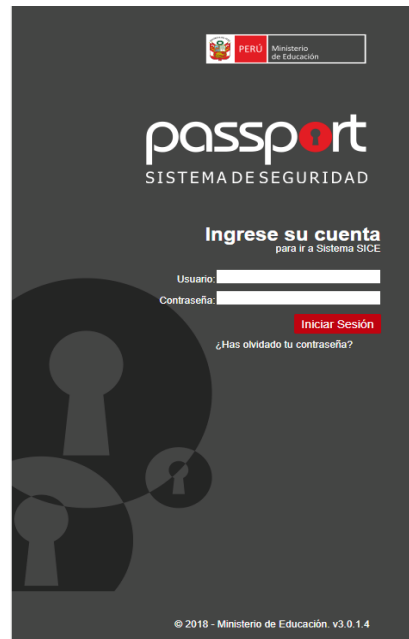 PERÚ
Ministerio
de Educación
passport
SISTEMA DE SEGURIDAD
Ingrese su cuenta
para ir a Sistema SICE
Usuario:
Contraseña:
Iniciar Sesión
¿Has olvidado tu contraseña?
© 2018 - Ministerio de Educación. v3.0.1.4